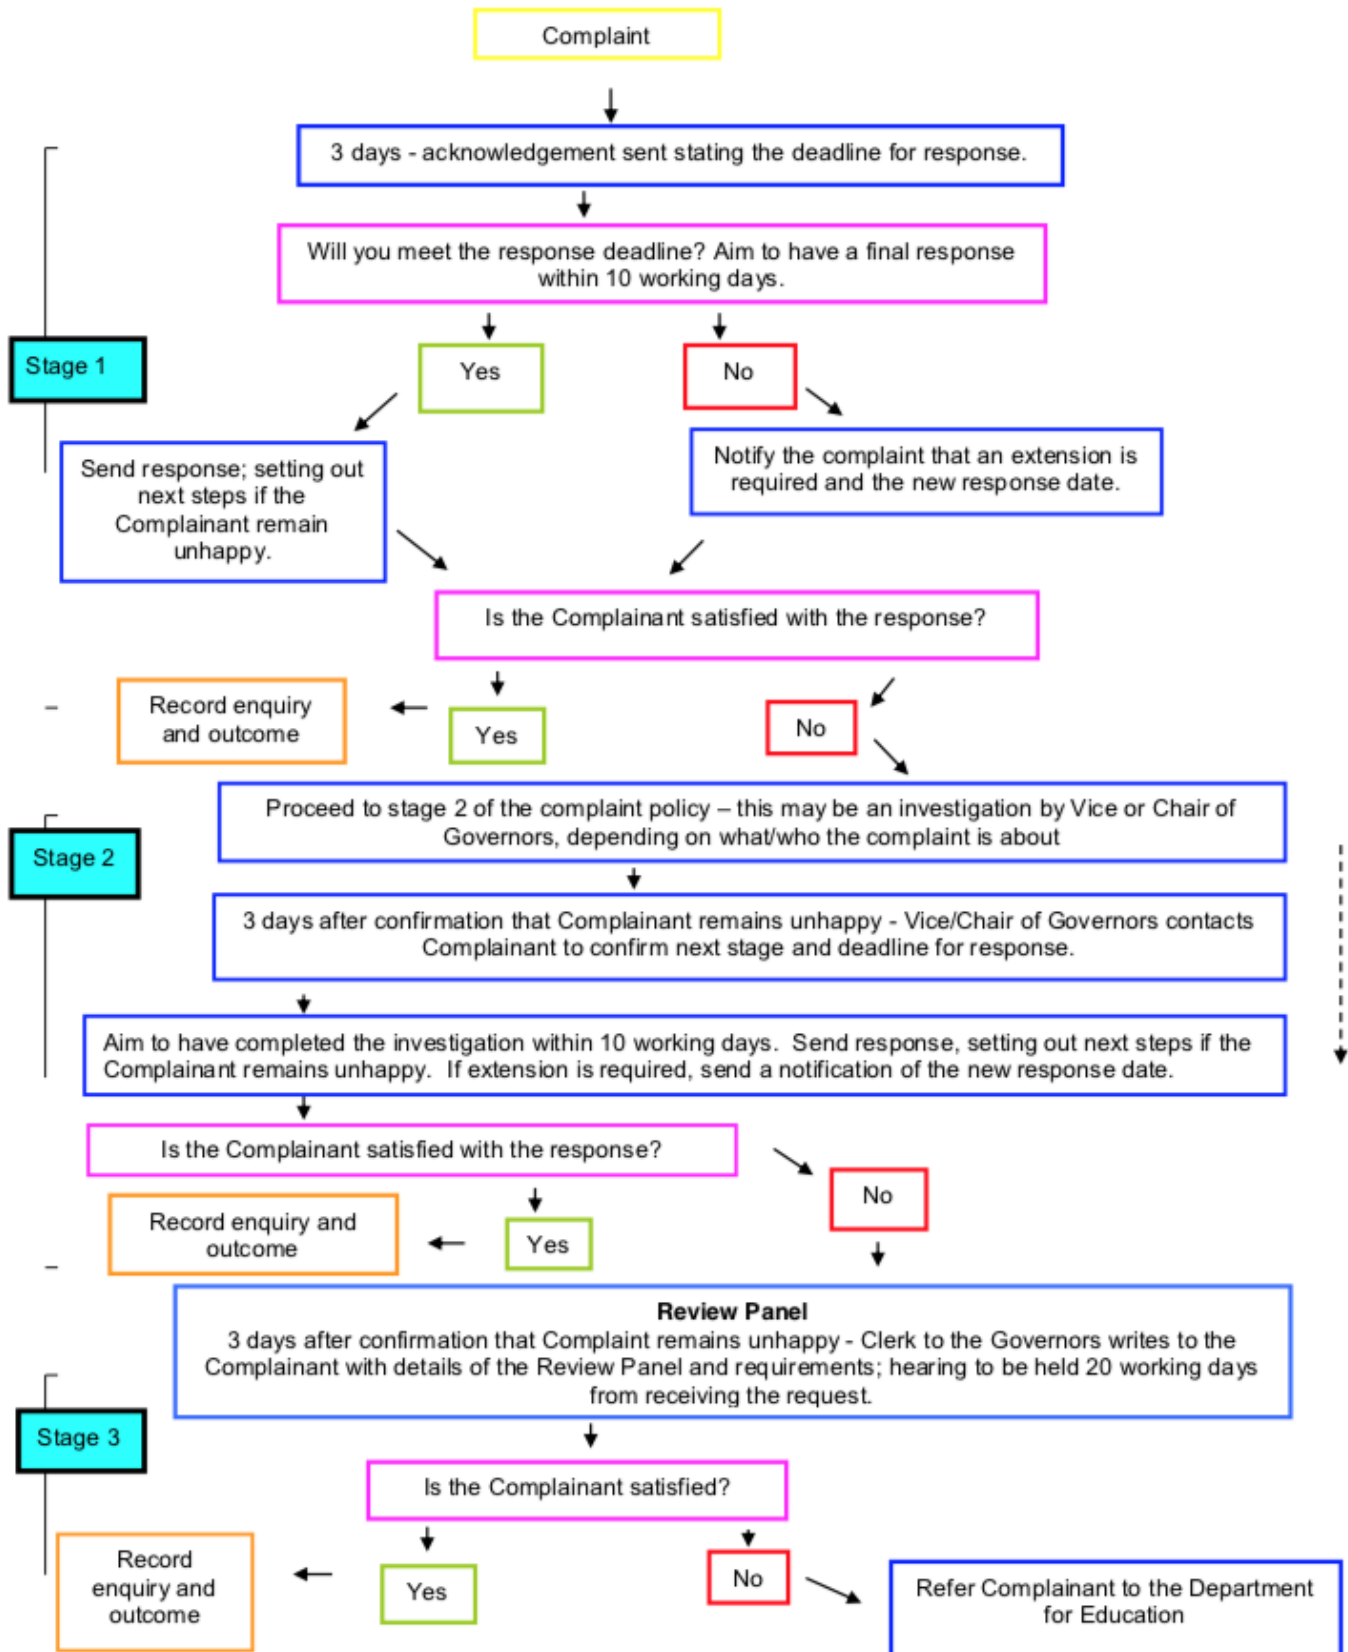 Complaint
3 days - acknowledgement sent stating the deadline for response.
Will you meet the response deadline? Aim to have a final response
within 10 working days.
Stage 1
Yes
No
Send response; setting out
next steps if the
Complainant remain
unhappy.
Notify the complaint that an extension is
required and the new response date.
Is the Complainant satisfied with the response?
Record enquiry
and outcome
Yes
No
Proceed to stage 2 of the complaint policy – this may be an investigation by Vice or Chair of
Governors, depending on what/who the complaint is about
Stage 2
3 days after confirmation that Complainant remains unhappy - Vice/Chair of Governors contacts
Complainant to confirm next stage and deadline for response.
Aim to have completed the investigation within 10 working days.  Send response, setting out next steps if the
Complainant remains unhappy.  If extension is required, send a notification of the new response date.
Is the Complainant satisfied with the response?
No
Record enquiry and
outcome
Yes
Review Panel
3 days after confirmation that Complaint remains unhappy - Clerk to the Governors writes to the
Complainant with details of the Review Panel and requirements; hearing to be held 20 working days
from receiving the request.
Stage 3
Is the Complainant satisfied?
Record
enquiry and
outcome
Yes
No
Refer Complainant to the Department
for Education